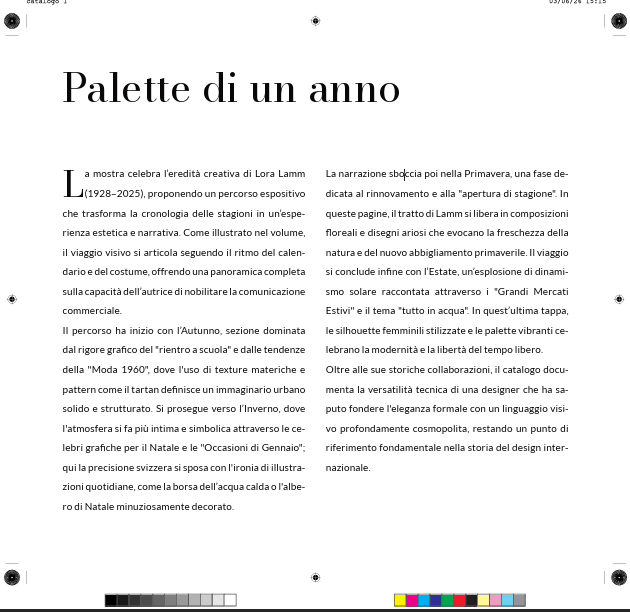 catalogo 1
03/06/26 15:15
Palette di un anno
La mostra celebra l'eredità creativa di Lora Lamm
(1928–2025), proponendo un percorso espositivo
che trasforma la cronologia delle stagioni in un'espe-
rienza estetica e narrativa. Come illustrato nel volume,
il viaggio visivo si articola seguendo il ritmo del calen-
dario e del costume, offrendo una panoramica completa
sulla capacità dell'autrice di nobilitare la comunicazione
commerciale.
Il percorso ha inizio con l'Autunno, sezione dominata
dal rigore grafico del "rientro a scuola" e dalle tendenze
della "Moda 1960", dove l'uso di texture materiche e
pattern come il tartan definisce un immaginario urbano
solido e strutturato. Si prosegue verso l'Inverno, dove
l'atmosfera si fa più intima e simbolica attraverso le ce-
lebri grafiche per il Natale e le "Occasioni di Gennaio";
qui la precisione svizzera si sposa con l'ironia di illustra-
zioni quotidiane, come la borsa dell'acqua calda o l'albe-
ro di Natale minuziosamente decorato.
La narrazione sboccia poi nella Primavera, una fase de-
dicata al rinnovamento e alla "apertura di stagione". In
queste pagine, il tratto di Lamm si libera in composizioni
floreali e disegni ariosi che evocano la freschezza della
natura e del nuovo abbigliamento primaverile. Il viaggio
si conclude infine con l'Estate, un'esplosione di dinami-
smo solare raccontata attraverso i "Grandi Mercati
Estivi" e il tema "tutto in acqua". In quest'ultima tappa,
le silhouette femminili stilizzate e le palette vibranti ce-
lebrano la modernità e la libertà del tempo libero.
Oltre alle sue storiche collaborazioni, il catalogo docu-
menta la versatilità tecnica di una designer che ha sa-
puto fondere l'eleganza formale con un linguaggio visi-
vo profondamente cosmopolita, restando un punto di
riferimento fondamentale nella storia del design inter-
nazionale.